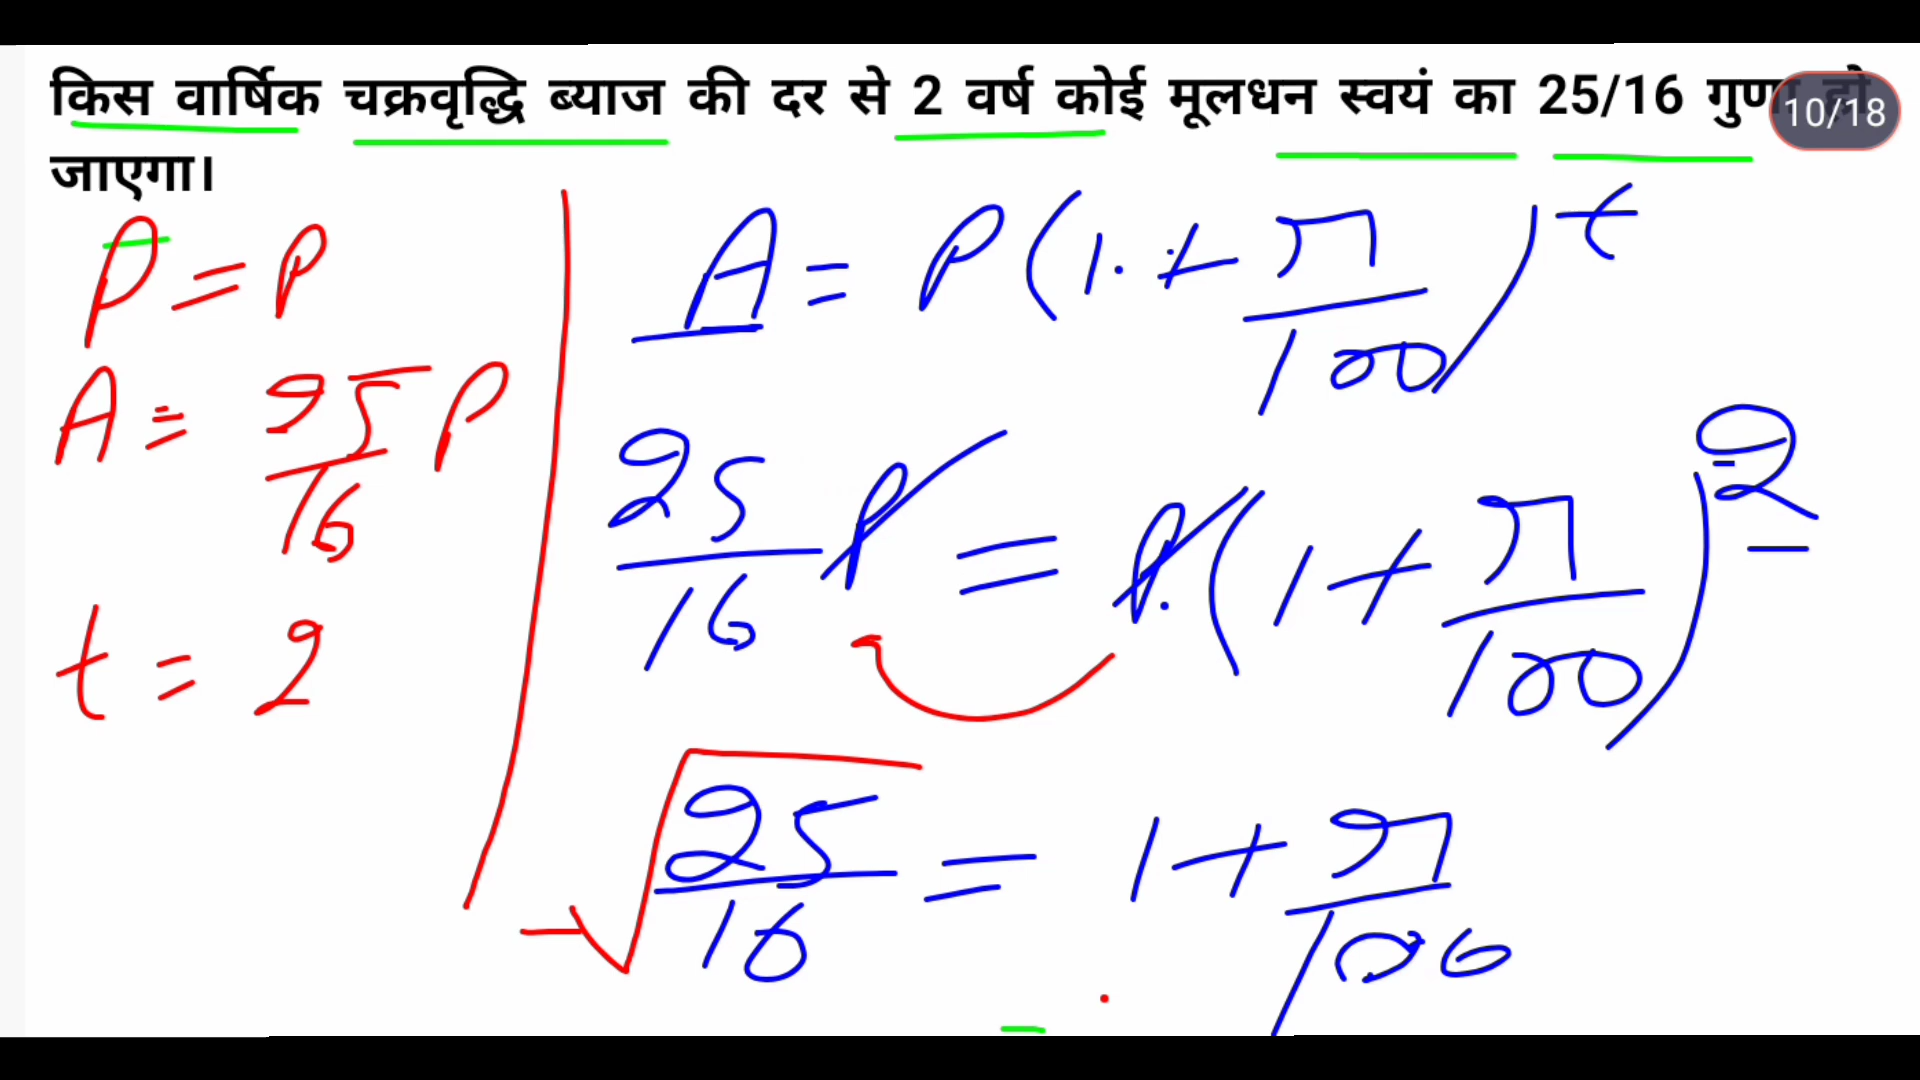 किस वार्षिक चक्रवृद्धि ब्याज की दर से 2 वर्ष कोई मूलधन स्वयं का 25/16 गुणा हो
जाएगा।
10/18
P = P
A = 25/16 P
t = 2
A = P(1 + r/100)^t
25/16 P = P(1 + r/100)^2
√25/16 = 1 + r/100